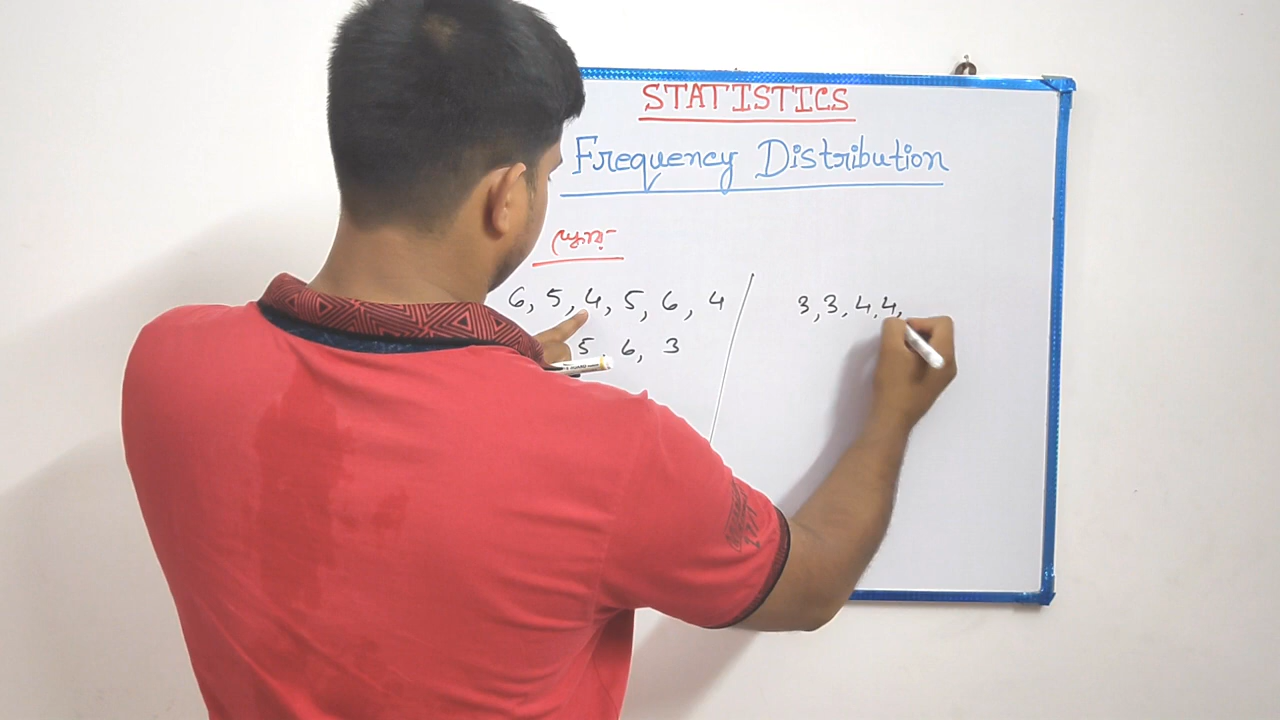 STATISTICS
Frequency Distribution
স্কোর
6, 5, 4, 5, 6, 4
5 6, 3
3, 3, 4, 4,